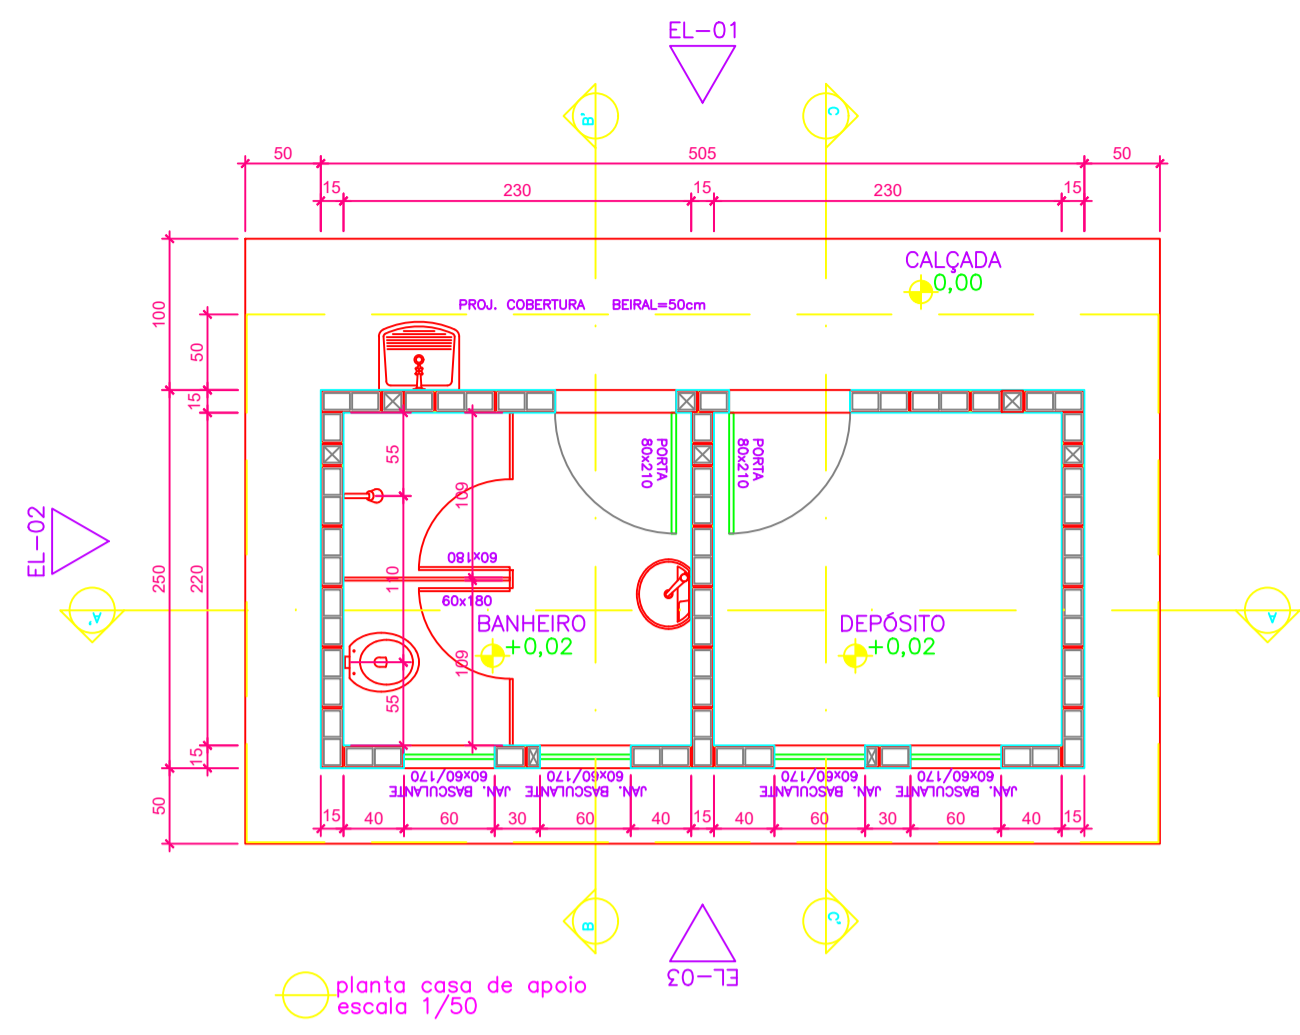 EL-01
B'
C
50
505
50
15
230
15
230
15
CALÇADA
0,00
PROJ. COBERTURA BEIRAL=50cm
100
50
15
PORTA
80x210
PORTA
80x210
55
109
EL-02
250
220
110
60x180
60x180
A'
A
BANHEIRO
+0,02
DEPÓSITO
+0,02
109
55
15
50
JAN. BASCULANTE
60x60/170
JAN. BASCULANTE
60x60/170
JAN. BASCULANTE
60x60/170
JAN. BASCULANTE
60x60/170
15
40
60
30
60
40
15
40
60
30
60
40
15
B
C'
EL-03
planta casa de apoio
escala 1/50